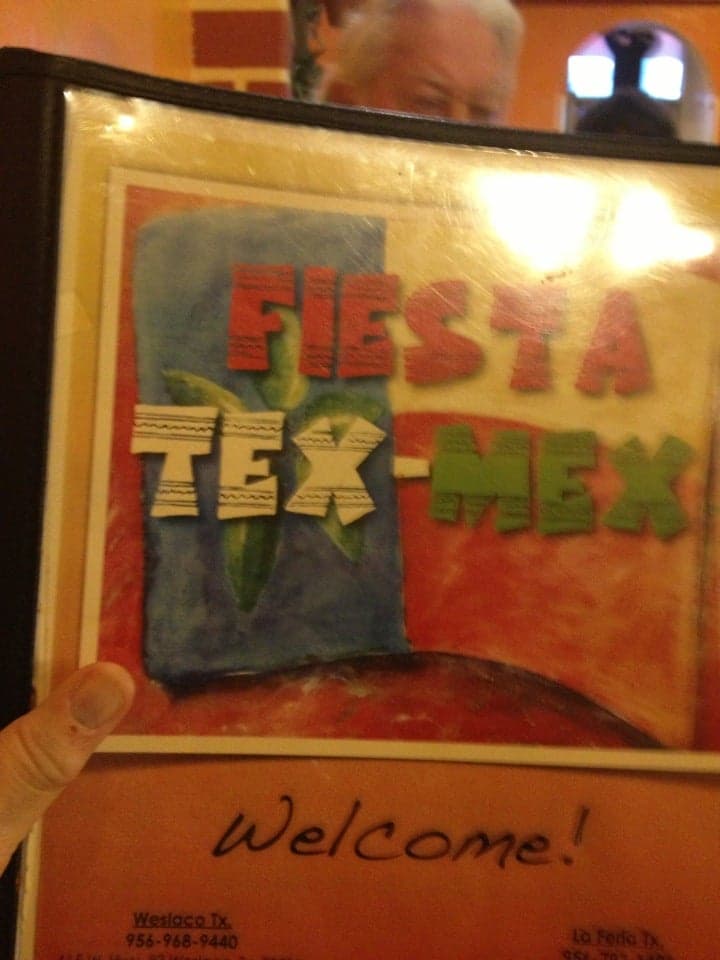 FIESTA
TEX-MEX
Welcome!
Weslaco Tx. La Feria Tx.
956-968-9440